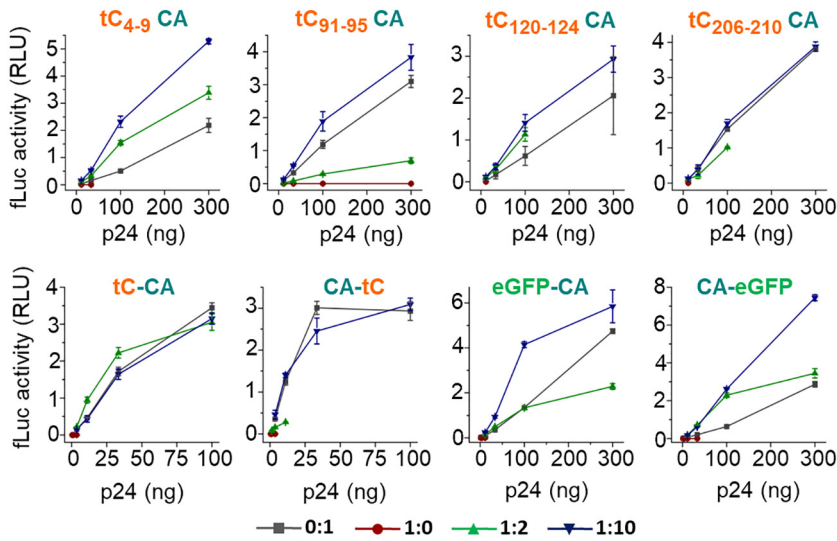 tC4-9 CA
tC91-95 CA
tC120-124 CA
tC206-210 CA
fLuc activity (RLU)
5
4
3
2
1
0
4
3
2
1
0
3
2
1
0
4
3
2
1
0
0 100 200 300
0 100 200 300
0 100 200 300
0 100 200 300
p24 (ng)
p24 (ng)
p24 (ng)
p24 (ng)
tC-CA
CA-tC
eGFP-CA
CA-eGFP
fLuc activity (RLU)
4
3
2
1
0
3
2
1
0
6
4
2
0
8
6
4
2
0
0 25 50 75 100
0 25 50 75 100
0 100 200 300
0 100 200 300
p24 (ng)
p24 (ng)
p24 (ng)
p24 (ng)
0:1 1:0 1:2 1:10